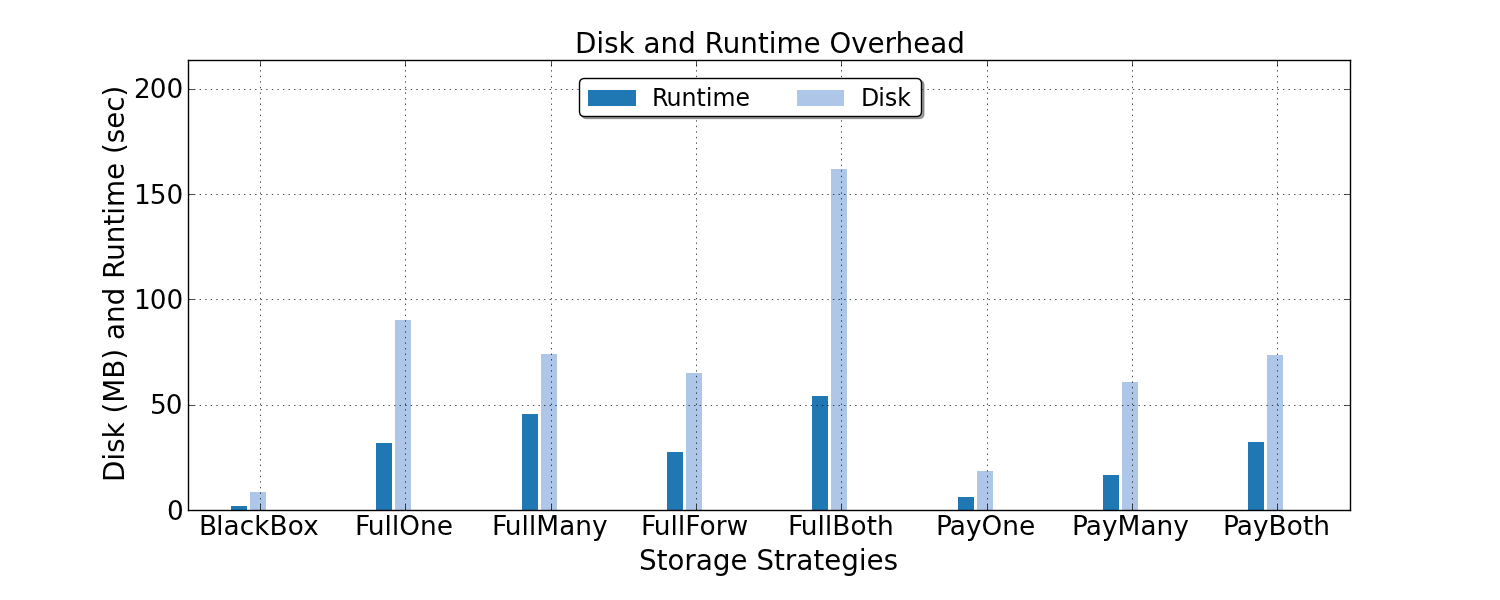 Disk and Runtime Overhead
Runtime Disk
Disk (MB) and Runtime (sec)
200
150
100
50
0
BlackBox FullOne FullMany FullForw FullBoth PayOne PayMany PayBoth
Storage Strategies